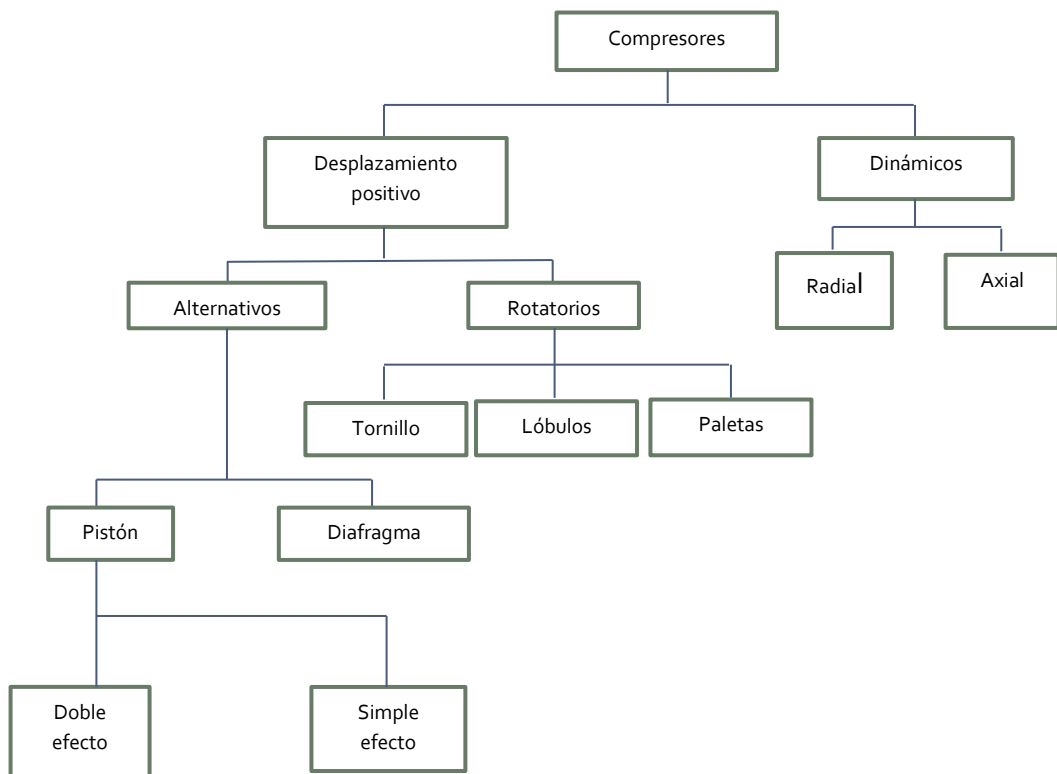 Compresores
Desplazamiento
positivo
Dinámicos
Alternativos
Rotatorios
Radial
Axial
Tornillo
Lóbulos
Paletas
Pistón
Diafragma
Doble
efecto
Simple
efecto